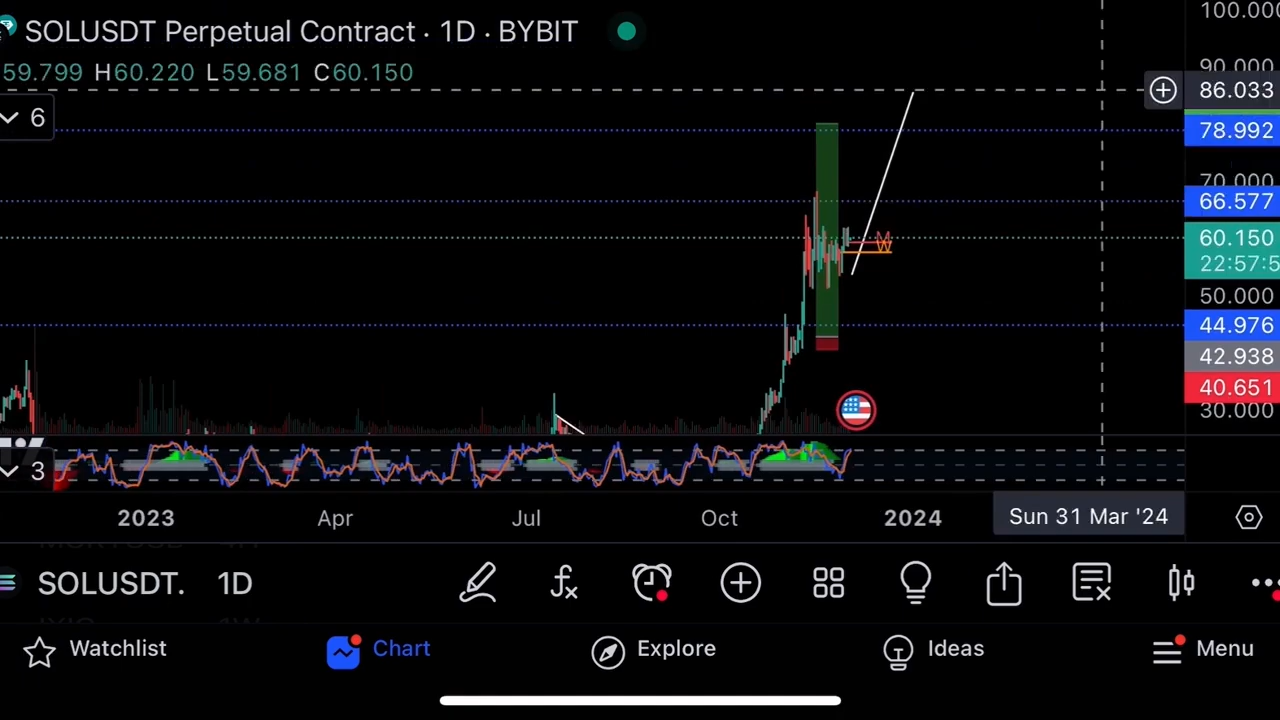 SOLUSDT Perpetual Contract · 1D · BYBIT
59.799 H60.220 L59.681 C60.150
6
100.000
90.000
86.033
78.992
70.000
66.577
60.150
22:57:5
50.000
44.976
42.938
40.651
30.000
M
W
3
2023 Apr Jul Oct 2024 Sun 31 Mar '24
SOLUSDT. 1D
Watchlist Chart Explore Ideas Menu